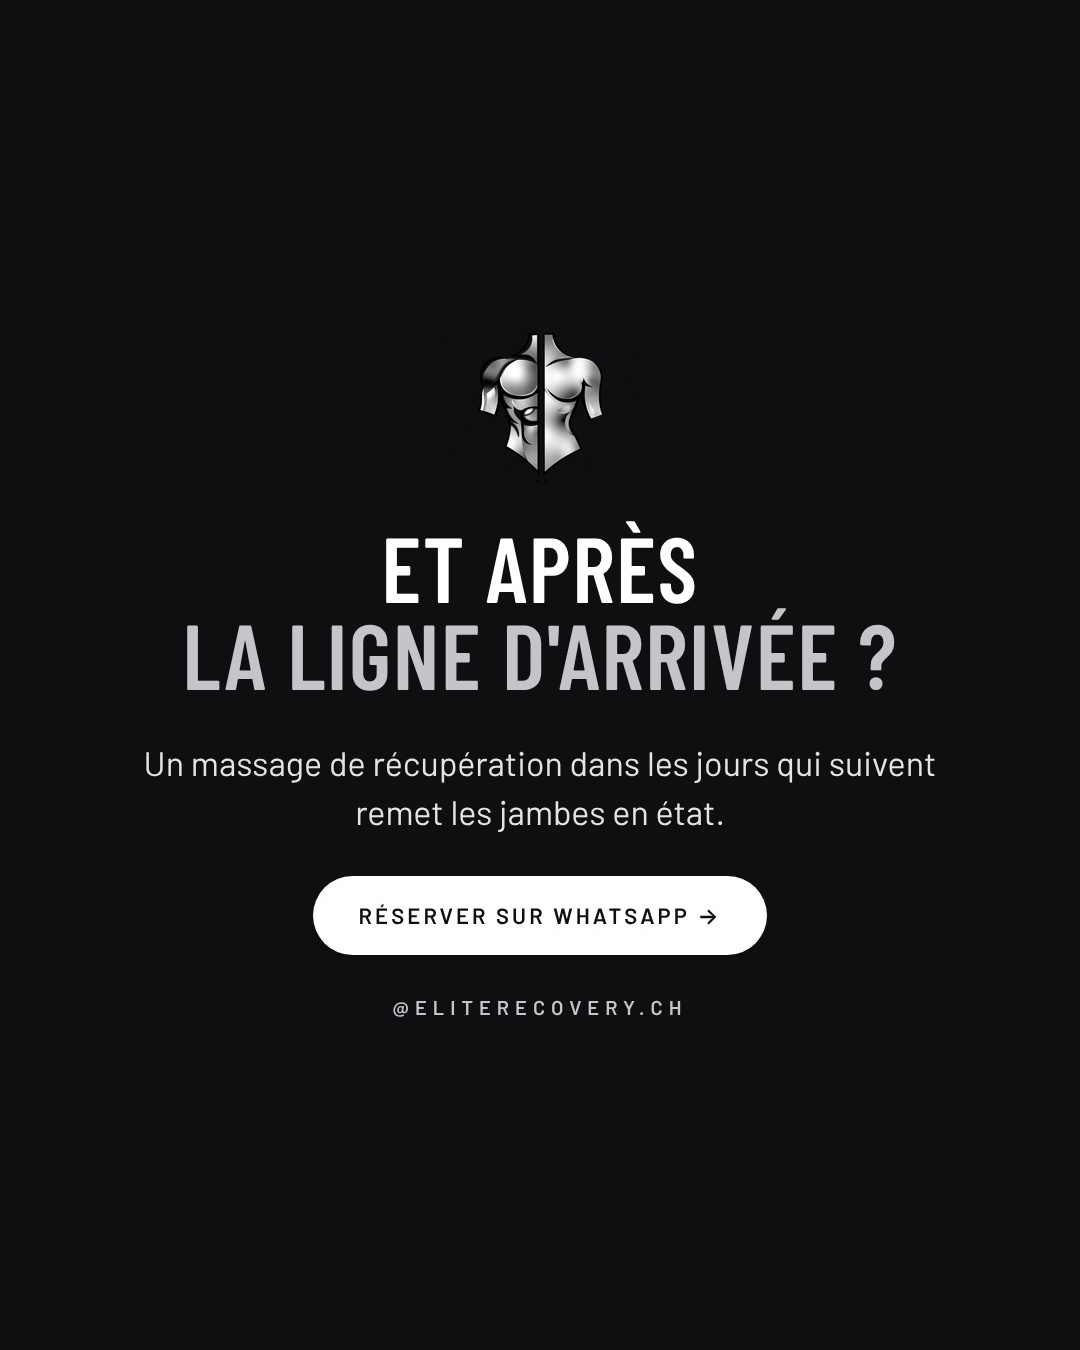 ET APRÈS
LA LIGNE D'ARRIVÉE ?
Un massage de récupération dans les jours qui suivent
remet les jambes en état.
RÉSERVER SUR WHATSAPP →
@ELITERECOVERY.CH